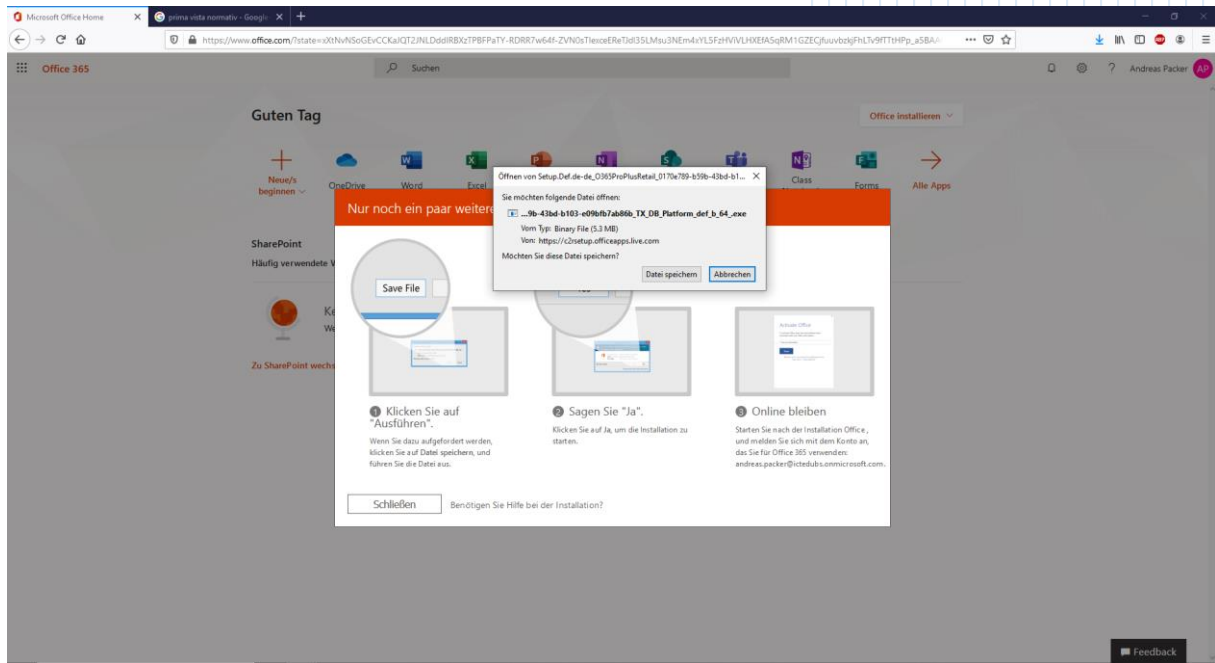 Microsoft Office Home
prima vista normativ - Google
https://www.office.com/?state=
Office 365
Suchen
Andreas Packer AP
Guten Tag
Office installieren
Neue/s beginnen
OneDrive
Word
Excel
Class
Forms
Alle Apps
Öffnen von Setup.Def.de-de_O365ProPlusRetail_0170e789-b59b-43bd-b1...
Sie möchten folgende Datei öffnen:
...9b-43bd-b103-e09bfb7ab86b_TX_DB_Platform_def_b_64_.exe
Vom Typ: Binary File (5.3 MB)
Von: https://c2rsetup.officeapps.live.com
Möchten Sie diese Datei speichern?
Datei speichern
Abbrechen
Nur noch ein paar weitere
SharePoint
Häufig verwendete
Save File
Zu SharePoint
Activate Office
1 Klicken Sie auf
"Ausführen".
Wenn Sie dazu aufgefordert werden,
klicken Sie auf Datei speichern, und
führen Sie die Datei aus.
2 Sagen Sie "Ja".
Klicken Sie auf Ja, um die Installation zu
starten.
3 Online bleiben
Starten Sie nach der Installation Office ,
und melden Sie sich mit dem Konto an,
das Sie für Office 365 verwenden:
andreas.packer@ictedubs.onmicrosoft.com.
Schließen
Benötigen Sie Hilfe bei der Installation?
Feedback